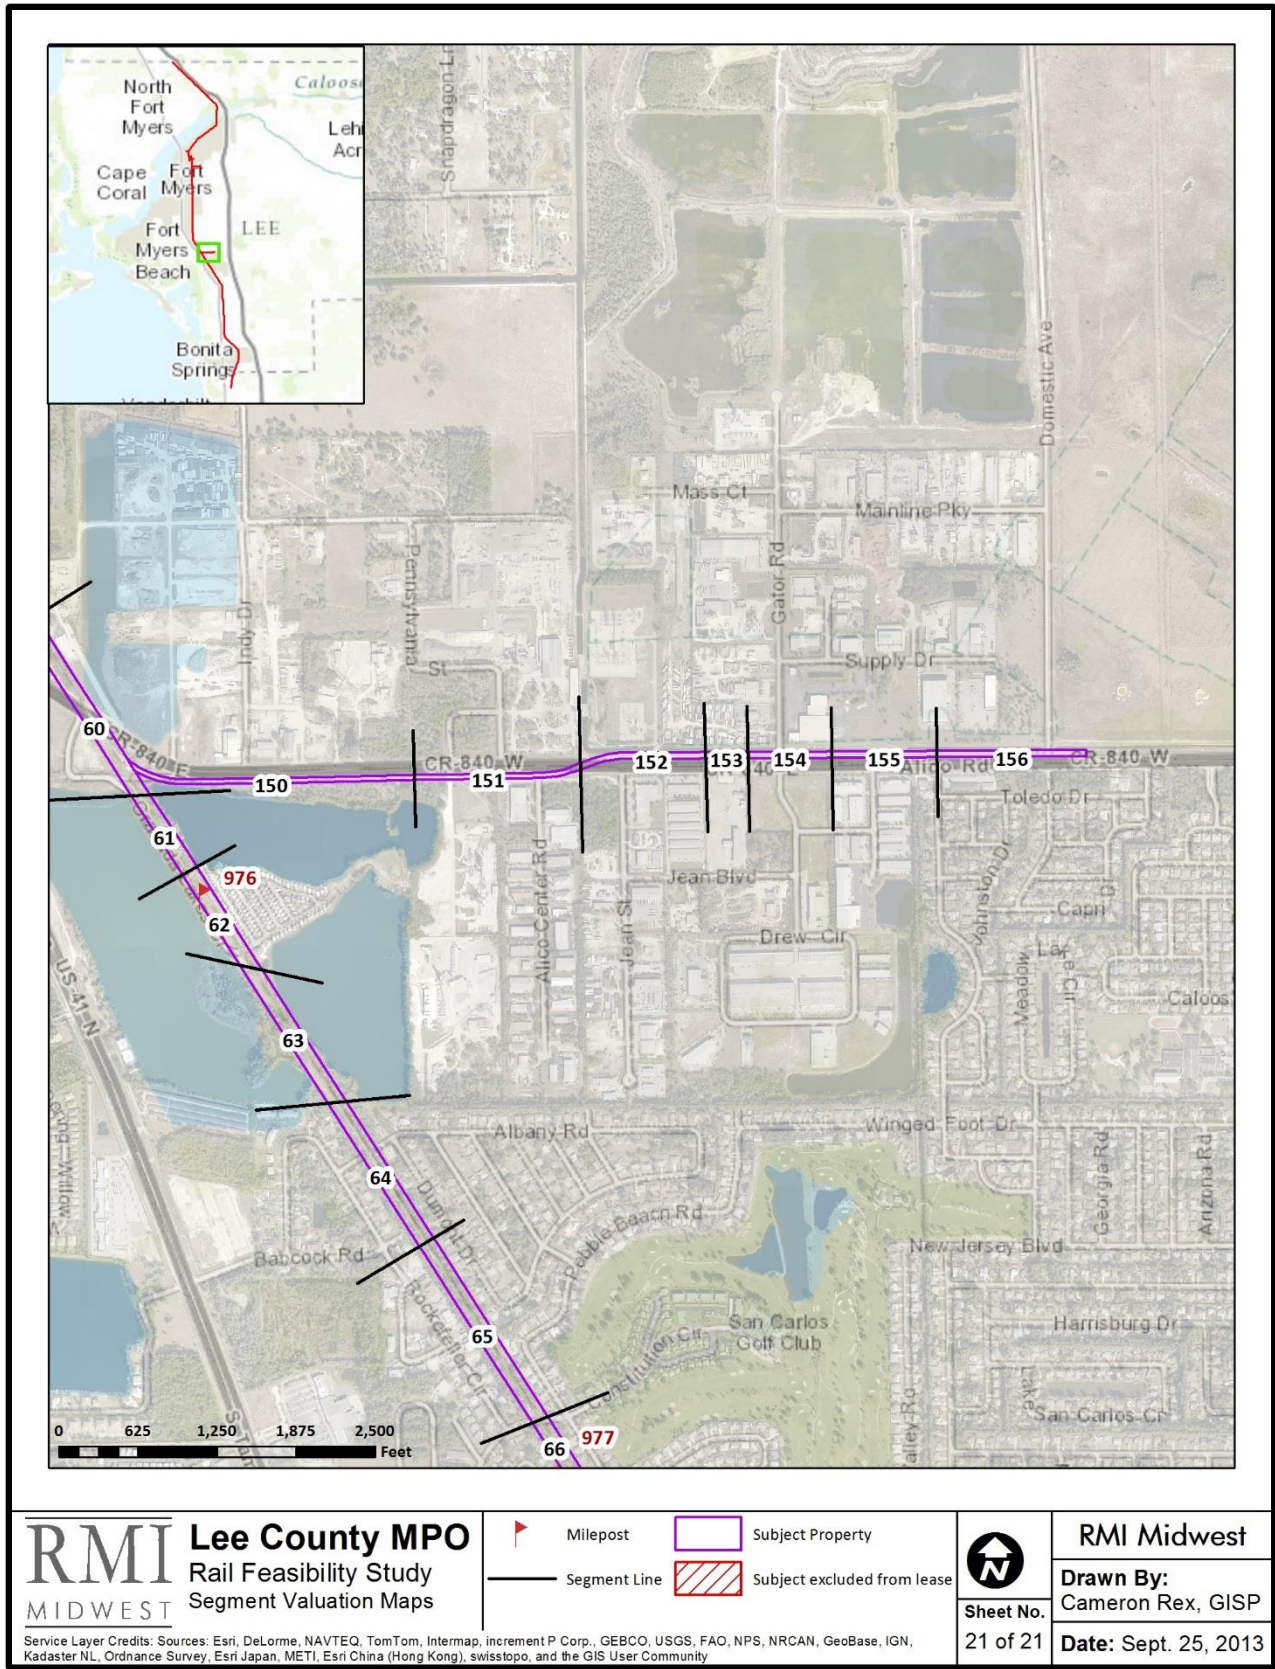 North
Fort
Myers
Caloos
Lehi
Acr
Cape
Coral
Fort
Myers
Fort
Myers
Beach
LEE
Bonita
Springs
Snapdragon Ln
Domestic Ave
Mass Ct
Mainline Pky
Gator Rd
Pennsylvania
St
Indy Dr
Supply Dr
CR-840 E
CR-840 W
CR 840 E
Alico Rd
CR-840 W
60
150
151
152
153
154
155
156
Toledo Dr
61
976
62
Alico Center Rd
Jean Blvd
Jean St
Drew Cir
Johnston Dr
Capri
Dr
Meadow
Caloos
US-41-N
63
Albany Rd
Winged Foot Dr
Georgia Rd
Arizona Rd
Willow
64
Dumont Dr
Pebble Beach Rd
Babcock Rd
New Jersey Blvd
Rockefeller Cir
65
San Carlos
Golf Club
Constitution Cir
Harrisburg Dr
Lake
San Carlos Cir
alley Ro
977
66
0 625 1,250 1,875 2,500
Feet
RMI
MIDWEST
Lee County MPO
Rail Feasibility Study
Segment Valuation Maps
Milepost
Segment Line
Subject Property
Subject excluded from lease
N
Sheet No.
21 of 21
RMI Midwest
Drawn By:
Cameron Rex, GISP
Date: Sept. 25, 2013
Service Layer Credits: Sources: Esri, DeLorme, NAVTEQ, TomTom, Intermap, increment P Corp., GEBCO, USGS, FAO, NPS, NRCAN, GeoBase, IGN,
Kadaster NL, Ordnance Survey, Esri Japan, METI, Esri China (Hong Kong), swisstopo, and the GIS User Community